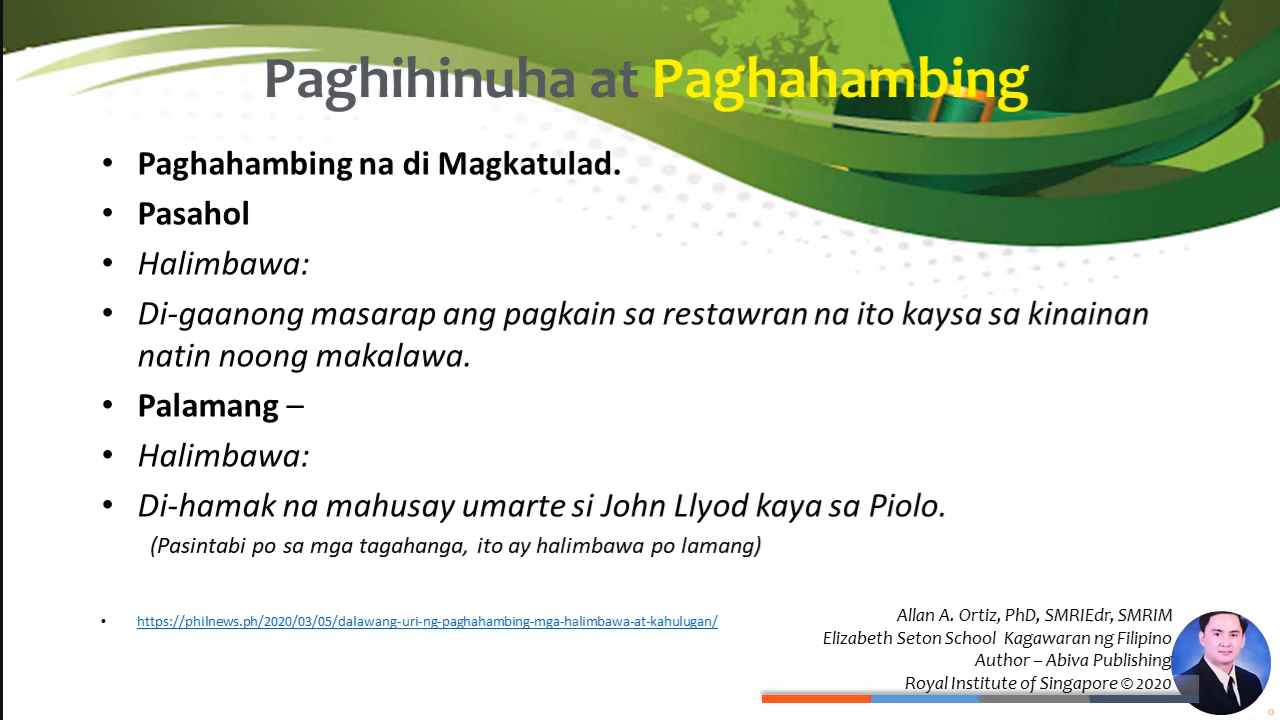 Paghihinuha at Paghahambing
• Paghahambing na di Magkatulad.
• Pasahol
• Halimbawa:
• Di-gaanong masarap ang pagkain sa restawran na ito kaysa sa kinainan
natin noong makalawa.
• Palamang –
• Halimbawa:
• Di-hamak na mahusay umarte si John Llyod kaya sa Piolo.
(Pasintabi po sa mga tagahanga, ito ay halimbawa po lamang)
• https://philnews.ph/2020/03/05/dalawang-uri-ng-paghahambing-mga-halimbawa-at-kahulugan/
Allan A. Ortiz, PhD, SMRIEdr, SMRIM
Elizabeth Seton School Kagawaran ng Filipino
Author – Abiva Publishing
Royal Institute of Singapore © 2020
0